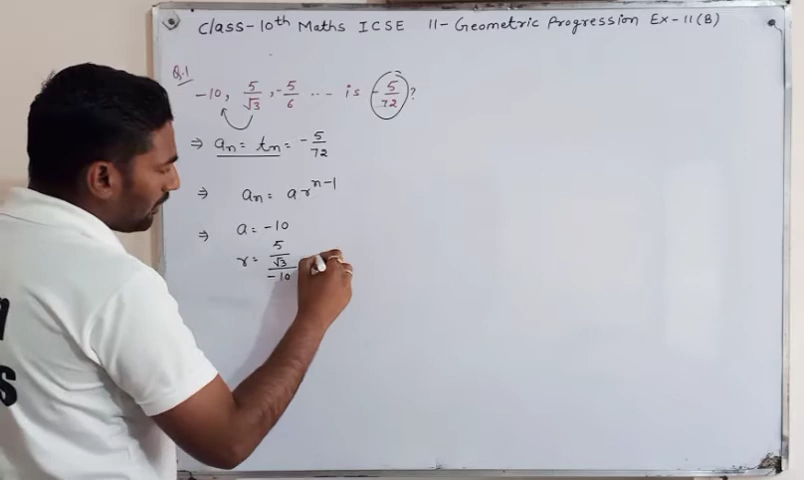 Class-10th Maths ICSE 11-Geometric Progression Ex-11(B)
Q.1
-10, 5/√3, -5/6 ... is -5/72?
⇒ an = tn = -5/72
⇒ an = ar^n-1
⇒ a = -10
r = 5/√3/-10
s